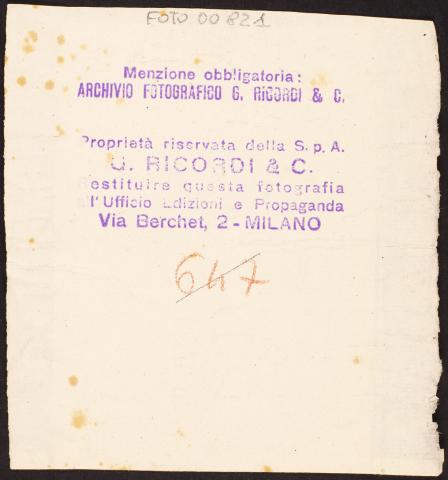 FOTO 00821
Menzione obbligatoria:
ARCHIVIO FOTOGRAFICO G. RICORDI & C.
Proprietà riservata della S. p. A.
G. RICORDI & C.
Restituire questa fotografia
all'Ufficio Edizioni e Propaganda
Via Berchet, 2 - MILANO
647